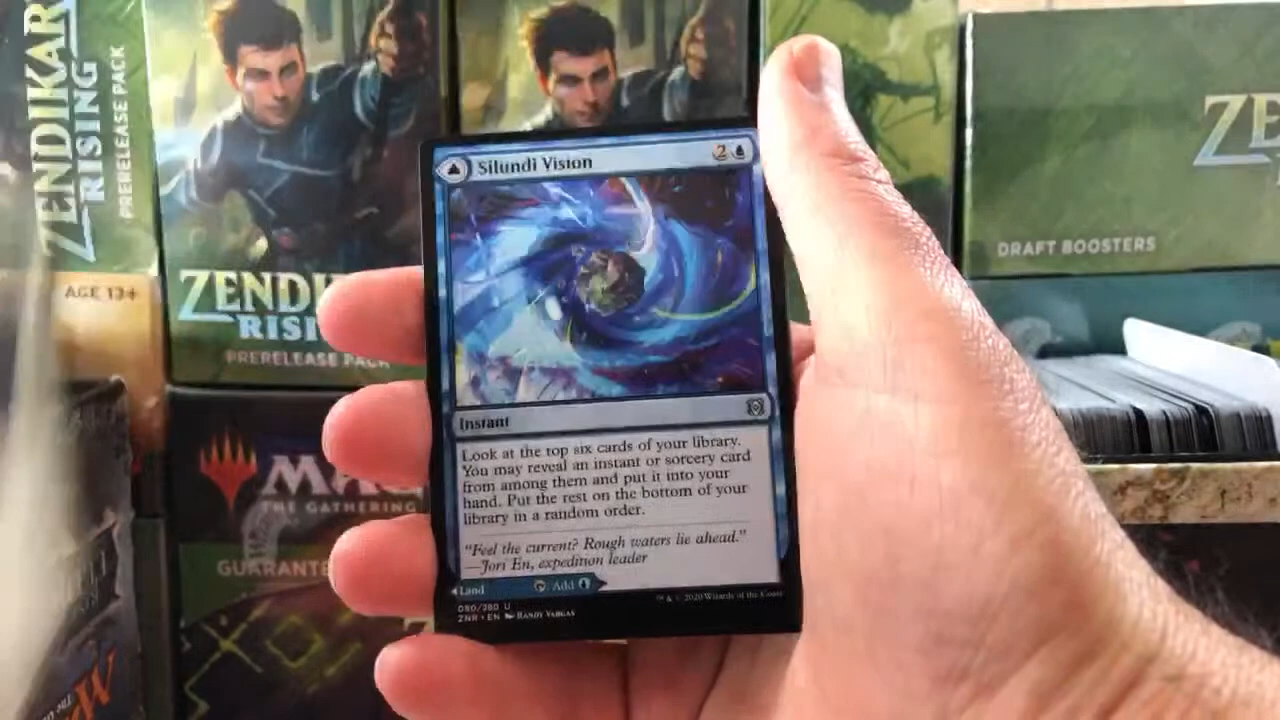 ZENDIKAR
RISING
PRERELEASE PACK
AGE 13+
ZENDI
RISI
PRERELEASE PACK
MA
THE GATHERING
GUARANTE
ZEN
DRAFT BOOSTERS
Silundi Vision
2
Instant
Look at the top six cards of your library.
You may reveal an instant or sorcery card
from among them and put it into your
hand. Put the rest on the bottom of your
library in a random order.
"Feel the current? Rough waters lie ahead."
—Jori En, expedition leader
Land
: Add
080/280 U
ZNR • EN Randy Vargas
™ & © 2020 Wizards of the Coast